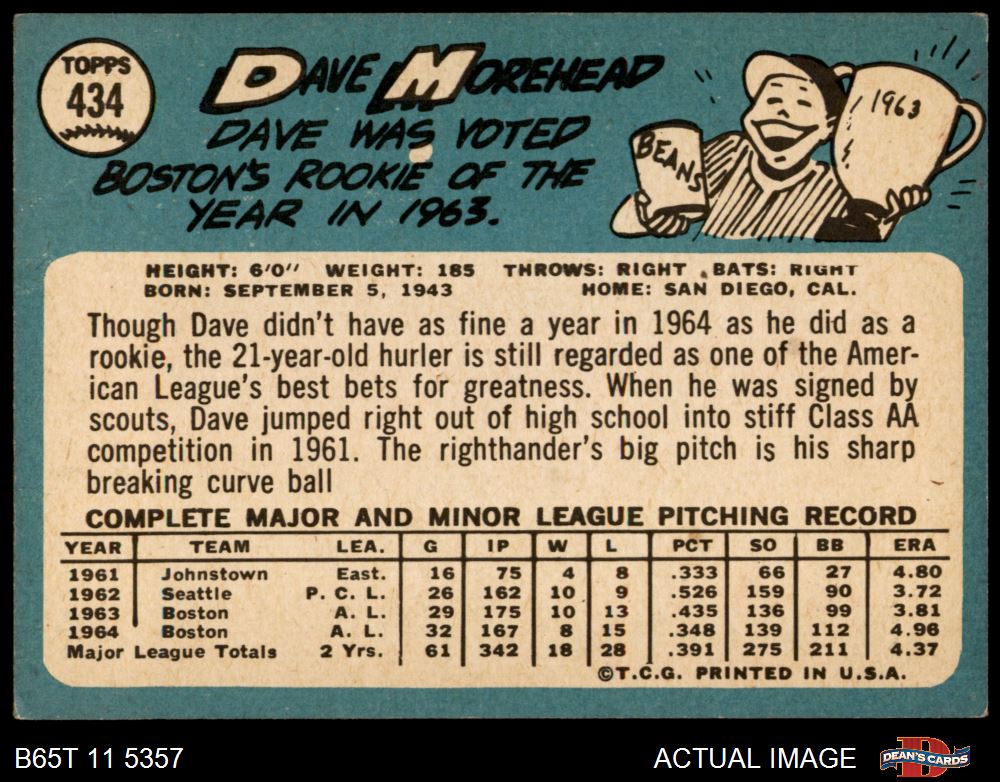 TOPPS
434
DAVE MOREHEAD
DAVE WAS VOTED
BOSTON'S ROOKIE OF THE
YEAR IN 1963.
BEANS
1963
HEIGHT: 6'0" WEIGHT: 185 THROWS: RIGHT BATS: RIGHT
BORN: SEPTEMBER 5, 1943 HOME: SAN DIEGO, CAL.
Though Dave didn't have as fine a year in 1964 as he did as a
rookie, the 21-year-old hurler is still regarded as one of the Amer-
ican League's best bets for greatness. When he was signed by
scouts, Dave jumped right out of high school into stiff Class AA
competition in 1961. The righthander's big pitch is his sharp
breaking curve ball
COMPLETE MAJOR AND MINOR LEAGUE PITCHING RECORD
YEAR TEAM LEA. G IP W L PCT SO BB ERA
1961 Johnstown East. 16 75 4 8 .333 66 27 4.80
1962 Seattle P. C. L. 26 162 10 9 .526 159 90 3.72
1963 Boston A. L. 29 175 10 13 .435 136 99 3.81
1964 Boston A. L. 32 167 8 15 .348 139 112 4.96
Major League Totals 2 Yrs. 61 342 18 28 .391 275 211 4.37
©T.C.G. PRINTED IN U.S.A.
B65T 11 5357 ACTUAL IMAGE DEAN'S CARDS